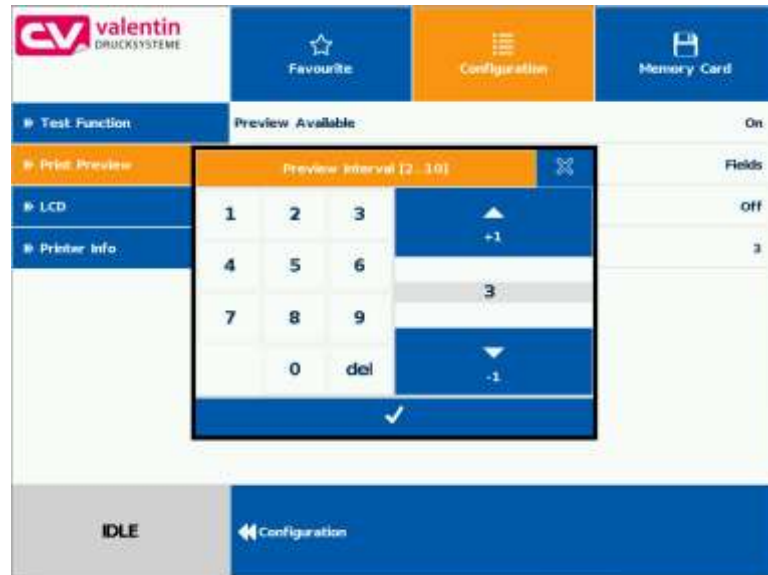 CV valentin
DRUCKSYSTEME
Favourite
Configuration
Memory Card
Test Function
Preview Available
On
Print Preview
Fields
LCD
Off
Printer Info
3
Preview Interval [2..10]
1 2 3
+1
4 5 6
3
7 8 9
0 del
-1
IDLE
Configuration